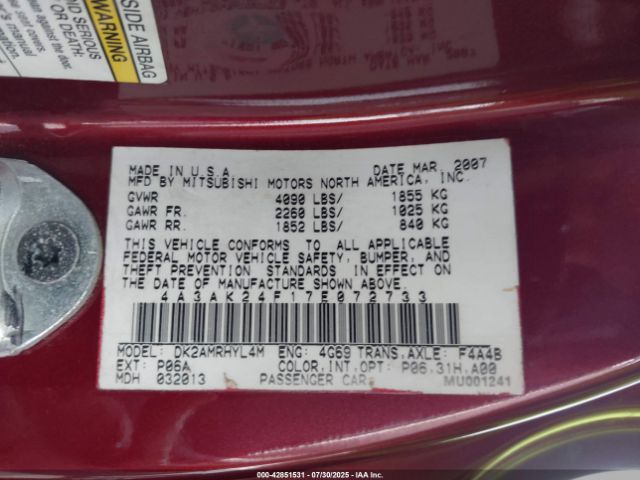 SIDE AIRBAG
WARNING
OID SERIOUS
OR DEATH:
MADE IN U.S.A. DATE MAR. 2007
MFD BY MITSUBISHI MOTORS NORTH AMERICA, INC.
GVWR 4090 LBS/ 1855 KG
GAWR FR. 2260 LBS/ 1025 KG
GAWR RR. 1852 LBS/ 840 KG
THIS VEHICLE CONFORMS TO ALL APPLICABLE
FEDERAL MOTOR VEHICLE SAFETY, BUMPER, AND
THEFT PREVENTION STANDARDS IN EFFECT ON
THE DATE OF MANUFACTURE SHOWN ABOVE.
4A3AK24F17E072733
MODEL: DK2AMRHYL4M ENG: 4G69 TRANS,AXLE: F4A4B
EXT: P06A COLOR,INT,OPT: P06,31H,A00
MDH 032013 PASSENGER CAR MU001241
000-42851531 - 07/30/2025 - IAA Inc.